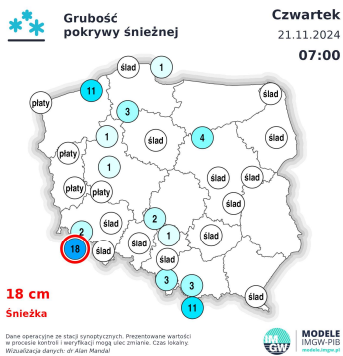 Grubość
pokrywy śnieżnej
Czwartek
21.11.2024
07:00
ślad
1
11
płaty
3
ślad
1
ślad
4
ślad
płaty
1
płaty
płaty
ślad
ślad
ślad
2
ślad
2
1
ślad
18
ślad
ślad
ślad
3
3
11
ślad
18 cm
Śnieżka
Dane operacyjne ze stacji synoptycznych. Prezentowane wartości
w procesie kontroli i weryfikacji mogą ulec zmianie. Czas lokalny.
Wizualizacja danych: dr Alan Mandal
IMGW
MODELE
IMGW-PIB
modele.imgw.pl